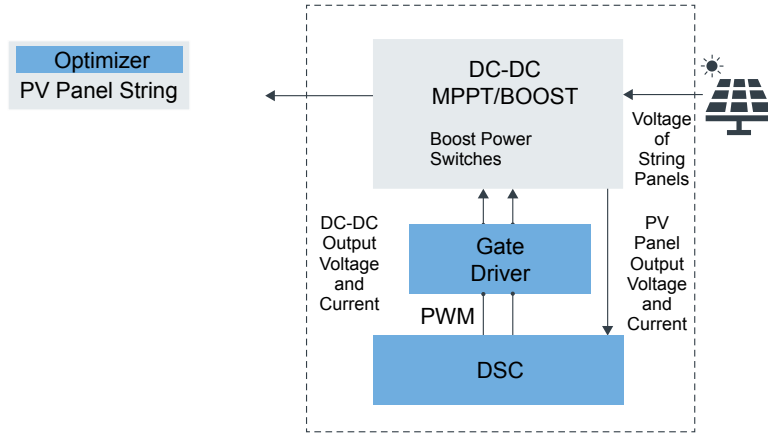 Optimizer
PV Panel String
DC-DC
MPPT/BOOST
Boost Power
Switches
Voltage
of
String
Panels
DC-DC
Output
Voltage
and
Current
Gate
Driver
PV
Panel
Output
Voltage
and
Current
PWM
DSC